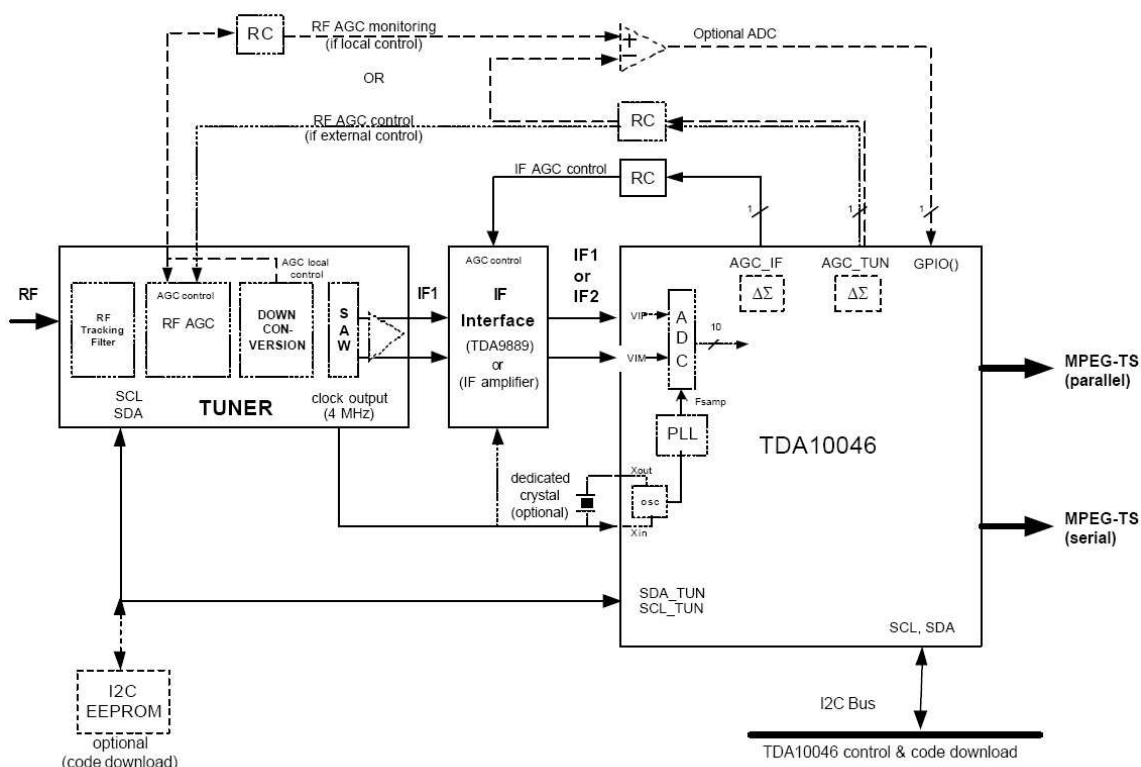 RC
RF AGC monitoring
(if local control)
+
−
Optional ADC
OR
RF AGC control
(if external control)
RC
IF AGC control
RC
1
1
1
RF
RF
Tracking
Filter
AGC control
RF AGC
AGC local
control
DOWN
CON-
VERSION
S
A
W
SCL
SDA
TUNER
clock output
(4 MHz)
IF1
AGC control
IF
Interface
(TDA9889)
or
(IF amplifier)
IF1
or
IF2
AGC_IF
ΔΣ
AGC_TUN
ΔΣ
GPIO()
VIP
VIM
A
D
C
10
Fsamp
PLL
TDA10046
Xout
osc
Xin
dedicated
crystal
(optional)
MPEG-TS
(parallel)
MPEG-TS
(serial)
SDA_TUN
SCL_TUN
SCL, SDA
I2C
EEPROM
optional
(code download)
I2C Bus
TDA10046 control & code download